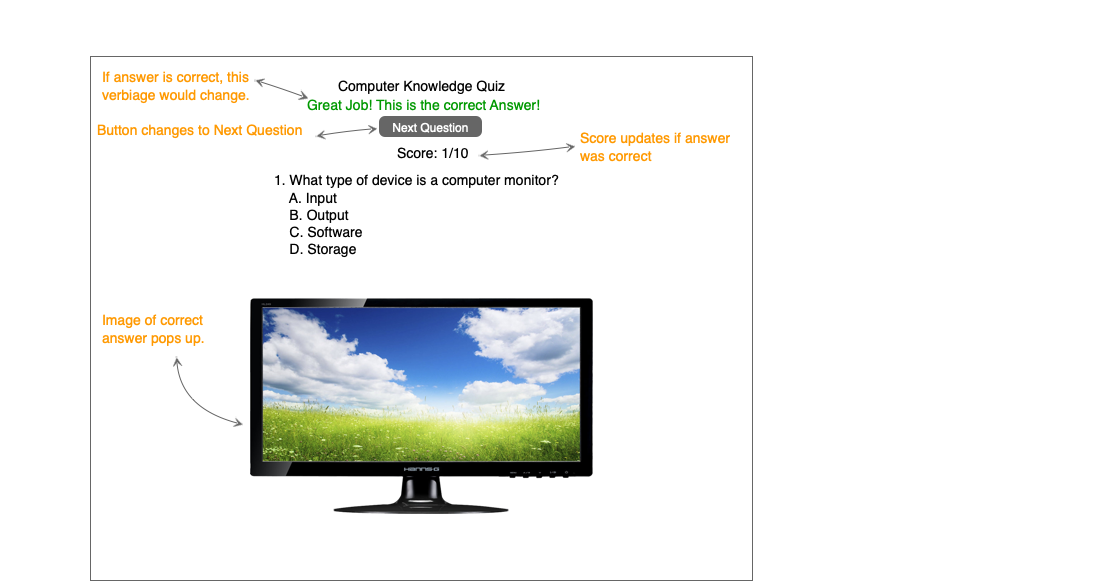 If answer is correct, this
verbiage would change.
Computer Knowledge Quiz
Great Job! This is the correct Answer!
Button changes to Next Question
Next Question
Score: 1/10
Score updates if answer
was correct
1. What type of device is a computer monitor?
A. Input
B. Output
C. Software
D. Storage
Image of correct
answer pops up.
HANNS-G